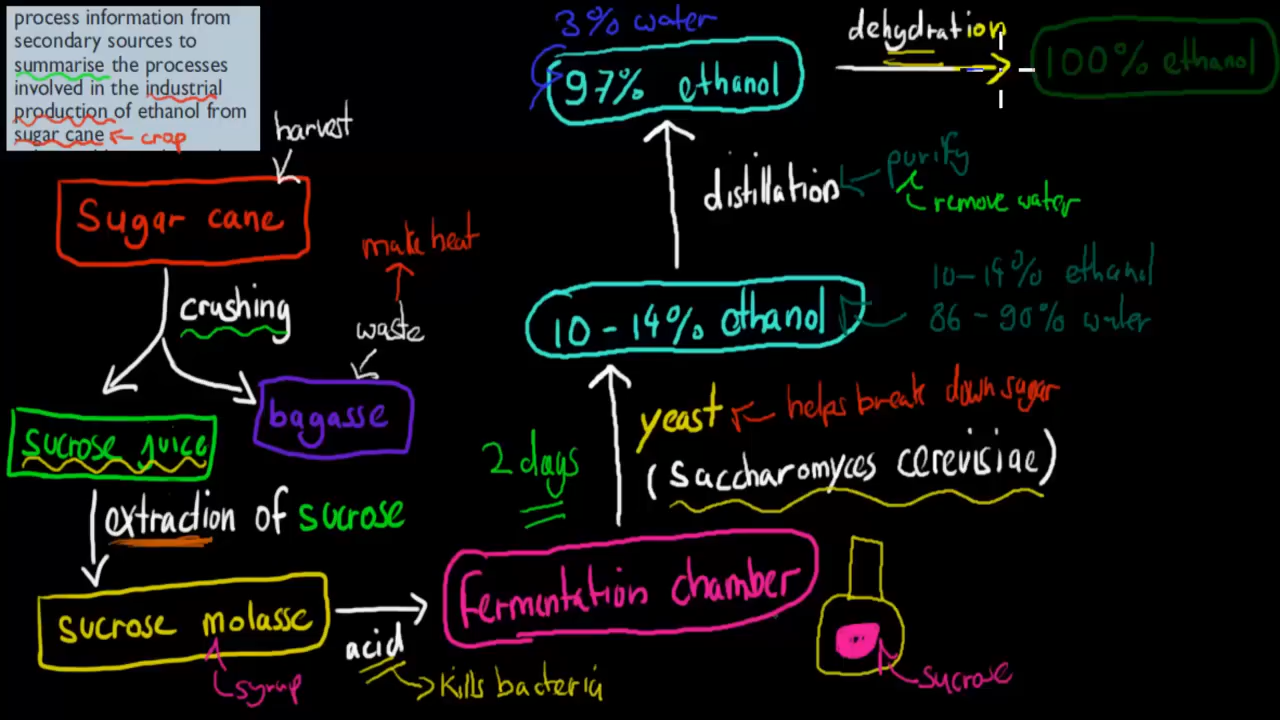 process information from
secondary sources to
summarise the processes
involved in the industrial
production of ethanol from
sugar cane ← crop
harvest
Sugar cane
crushing
make heat
waste
sucrose juice
bagasse
extraction of sucrose
sucrose molasse
syrup
acid
Kills bacteria
Fermentation chamber
sucrose
2 days
yeast
helps break down sugar
(saccharomyces cerevisiae)
10-14% ethanol
10-14% ethanol
86-90% water
distillation
purify
remove water
3% water
97% ethanol
dehydration
100% ethanol